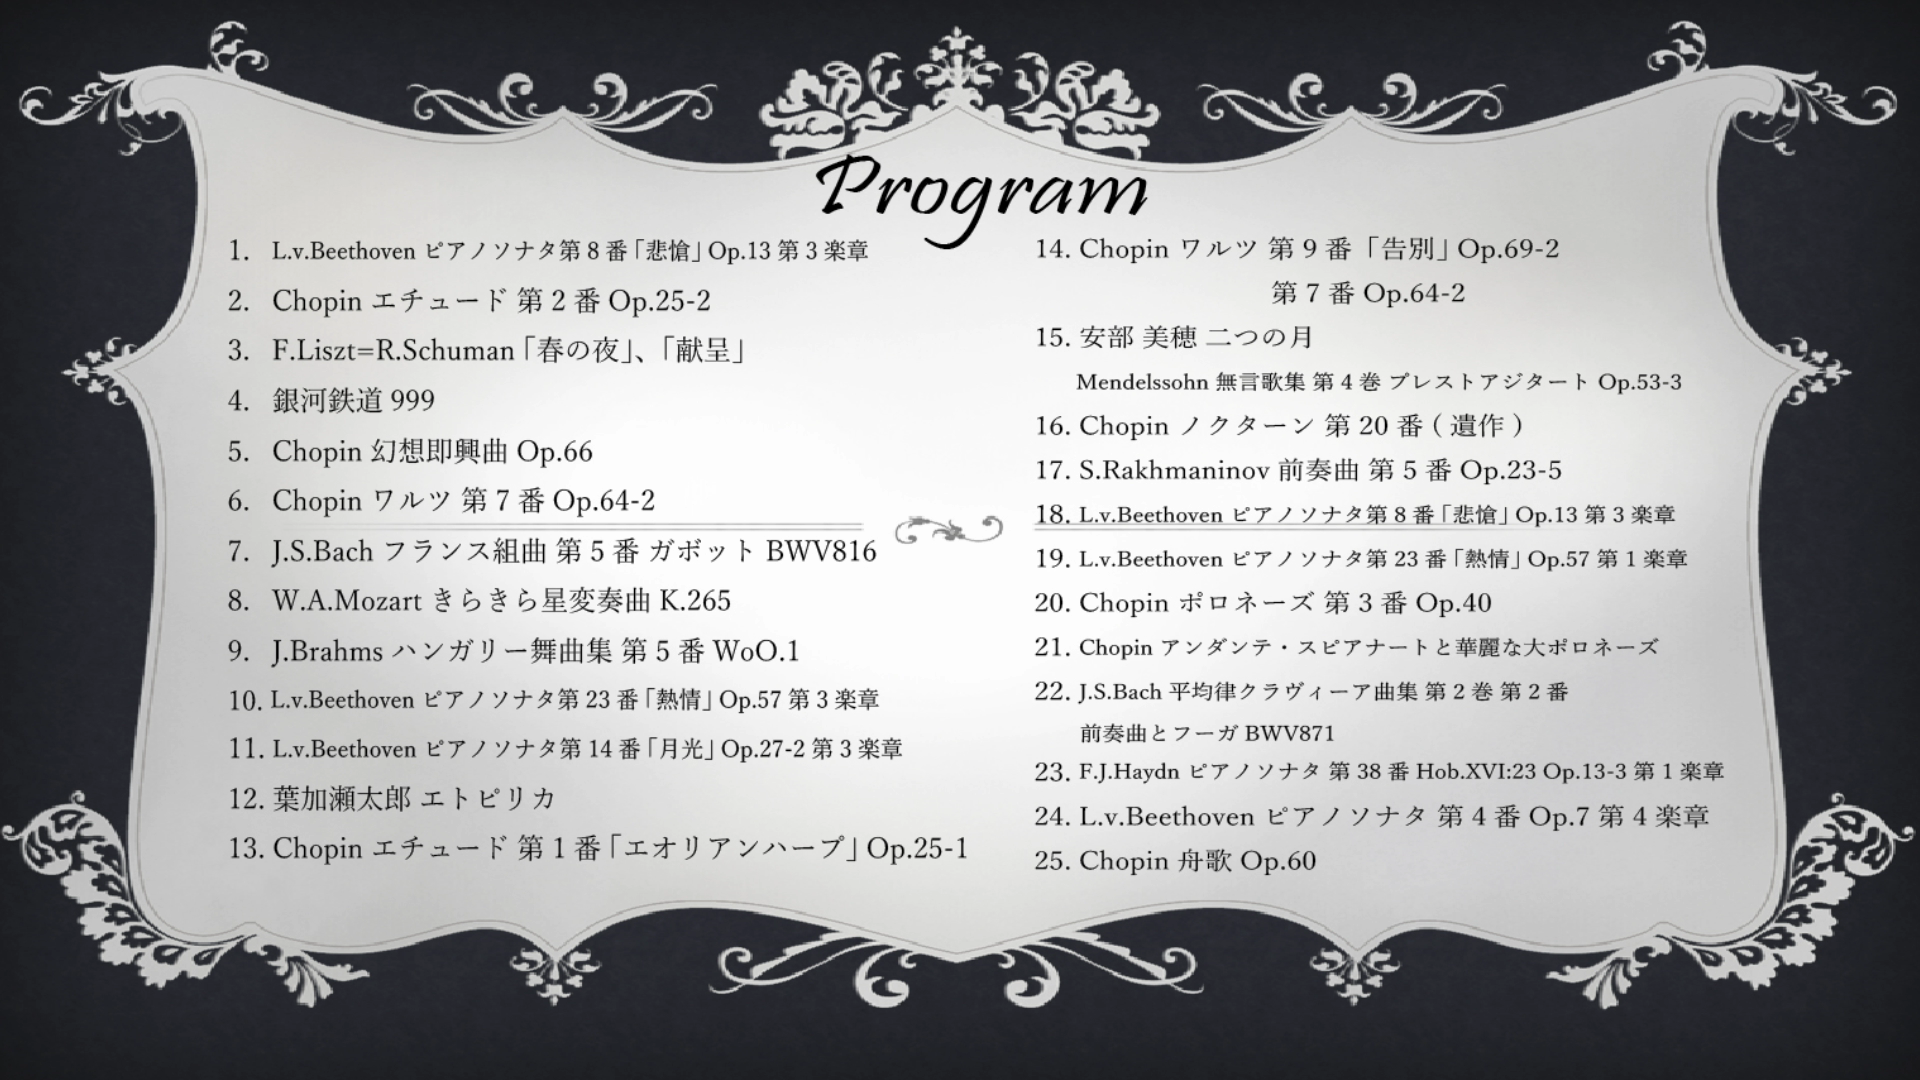 Program
1. L.v.Beethoven ピアノソナタ第 8 番「悲愴」Op.13 第 3 楽章
2. Chopin エチュード 第 2 番 Op.25-2
3. F.Liszt=R.Schuman「春の夜」、「献呈」
4. 銀河鉄道 999
5. Chopin 幻想即興曲 Op.66
6. Chopin ワルツ 第 7 番 Op.64-2
7. J.S.Bach フランス組曲 第 5 番 ガボット BWV816
8. W.A.Mozart きらきら星変奏曲 K.265
9. J.Brahms ハンガリー舞曲集 第 5 番 WoO.1
10. L.v.Beethoven ピアノソナタ第 23 番「熱情」Op.57 第 3 楽章
11. L.v.Beethoven ピアノソナタ第 14 番「月光」Op.27-2 第 3 楽章
12. 葉加瀬太郎 エトピリカ
13. Chopin エチュード 第 1 番「エオリアンハープ」Op.25-1
14. Chopin ワルツ 第 9 番「告別」Op.69-2
第 7 番 Op.64-2
15. 安部 美穂 二つの月
Mendelssohn 無言歌集 第 4 巻 プレストアジタート Op.53-3
16. Chopin ノクターン 第 20 番 ( 遺作 )
17. S.Rakhmaninov 前奏曲 第 5 番 Op.23-5
18. L.v.Beethoven ピアノソナタ第 8 番「悲愴」Op.13 第 3 楽章
19. L.v.Beethoven ピアノソナタ第 23 番「熱情」Op.57 第 1 楽章
20. Chopin ポロネーズ 第 3 番 Op.40
21. Chopin アンダンテ・スピアナートと華麗な大ポロネーズ
22. J.S.Bach 平均律クラヴィーア曲集 第 2 巻 第 2 番
前奏曲とフーガ BWV871
23. F.J.Haydn ピアノソナタ 第 38 番 Hob.XVI:23 Op.13-3 第 1 楽章
24. L.v.Beethoven ピアノソナタ 第 4 番 Op.7 第 4 楽章
25. Chopin 舟歌 Op.60